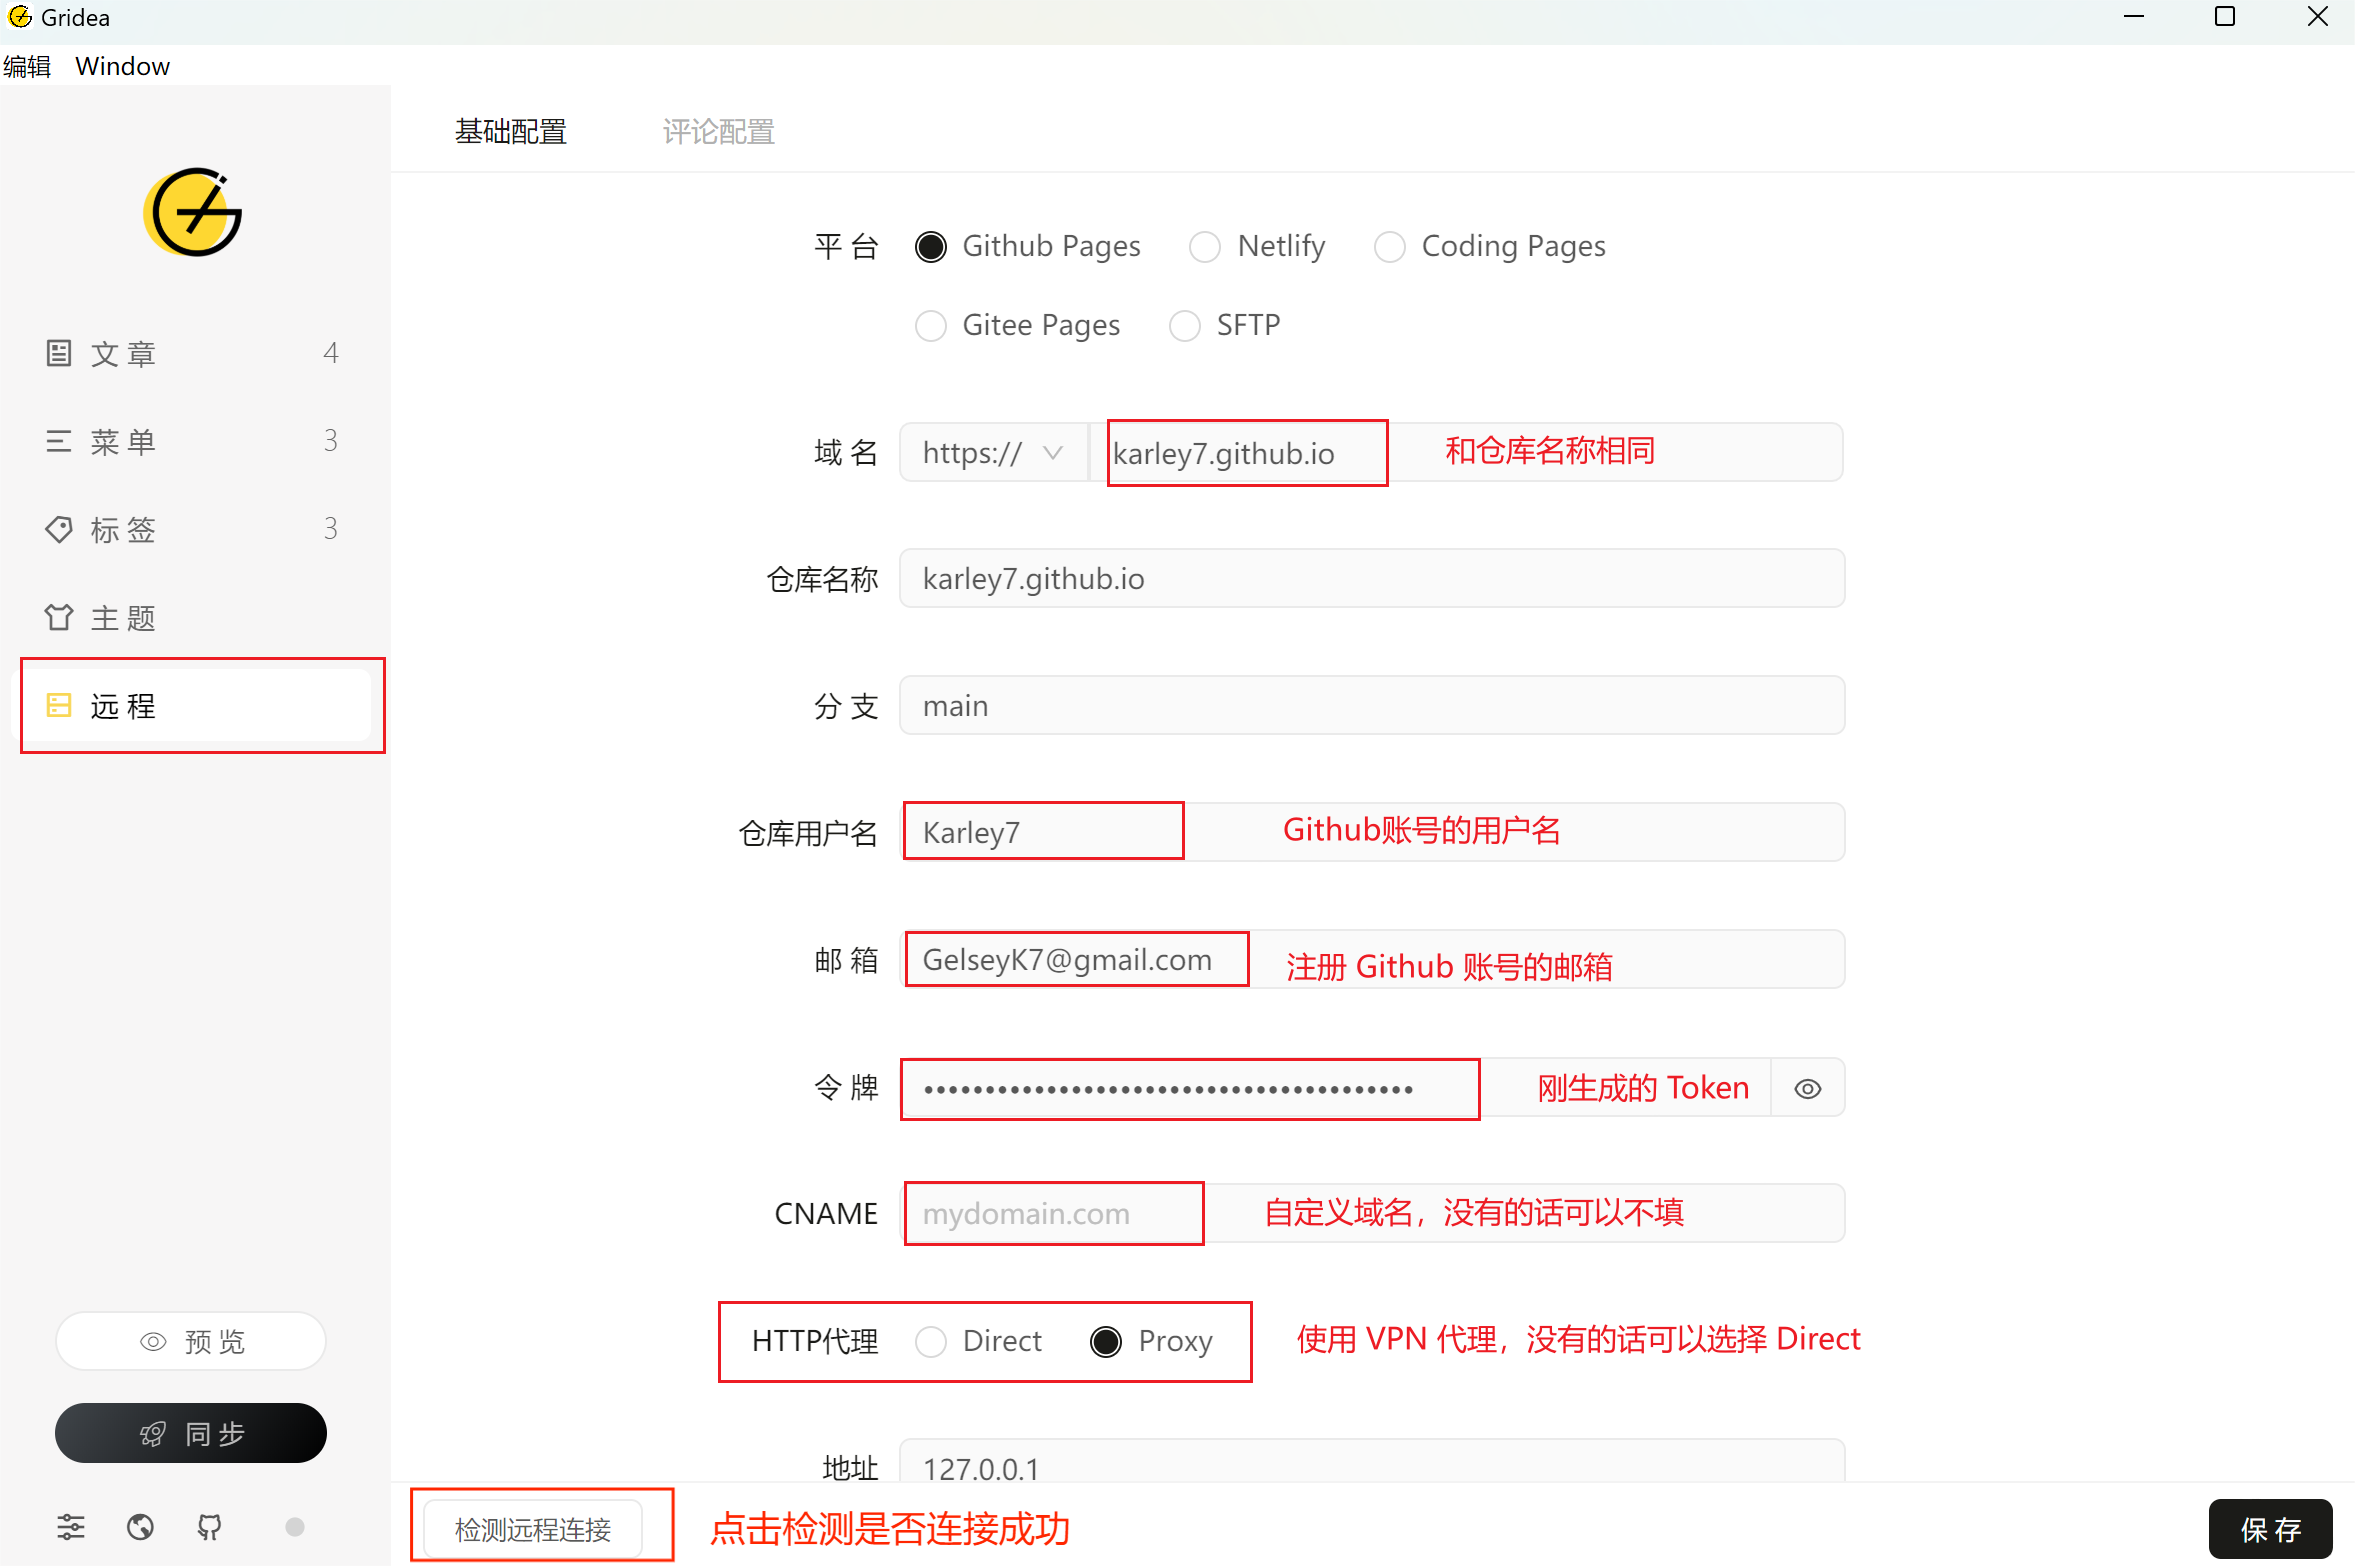 Gridea
编辑 Window
基础配置 评论配置
平台 Github Pages Netlify Coding Pages
Gitee Pages SFTP
文章 4
菜单 3
标签 3
主题
远程
域名 https:// karley7.github.io 和仓库名称相同
仓库名称 karley7.github.io
分支 main
仓库用户名 Karley7 Github账号的用户名
邮箱 GelseyK7@gmail.com 注册 Github 账号的邮箱
令牌 •••••••••••••••••••••••••••••••••••••••• 刚生成的 Token
CNAME mydomain.com 自定义域名，没有的话可以不填
HTTP代理 Direct Proxy 使用 VPN 代理，没有的话可以选择 Direct
地址 127.0.0.1
预览
同步
检测远程连接 点击检测是否连接成功
保存